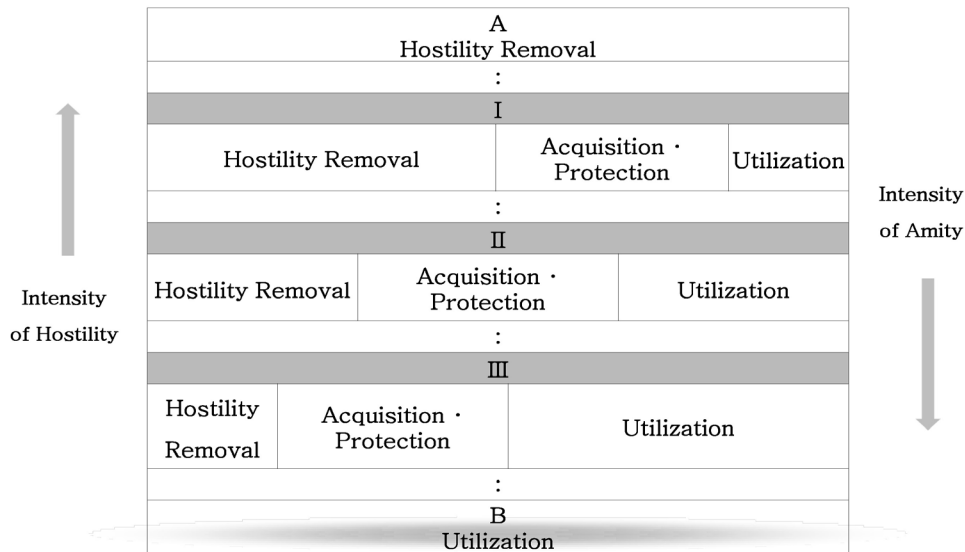 A
Hostility Removal
:
I
Hostility Removal
Acquisition ·
Protection
Utilization
:
II
Hostility Removal
Acquisition ·
Protection
Utilization
:
III
Hostility
Removal
Acquisition ·
Protection
Utilization
:
B
Utilization
Intensity
of Hostility
Intensity
of Amity